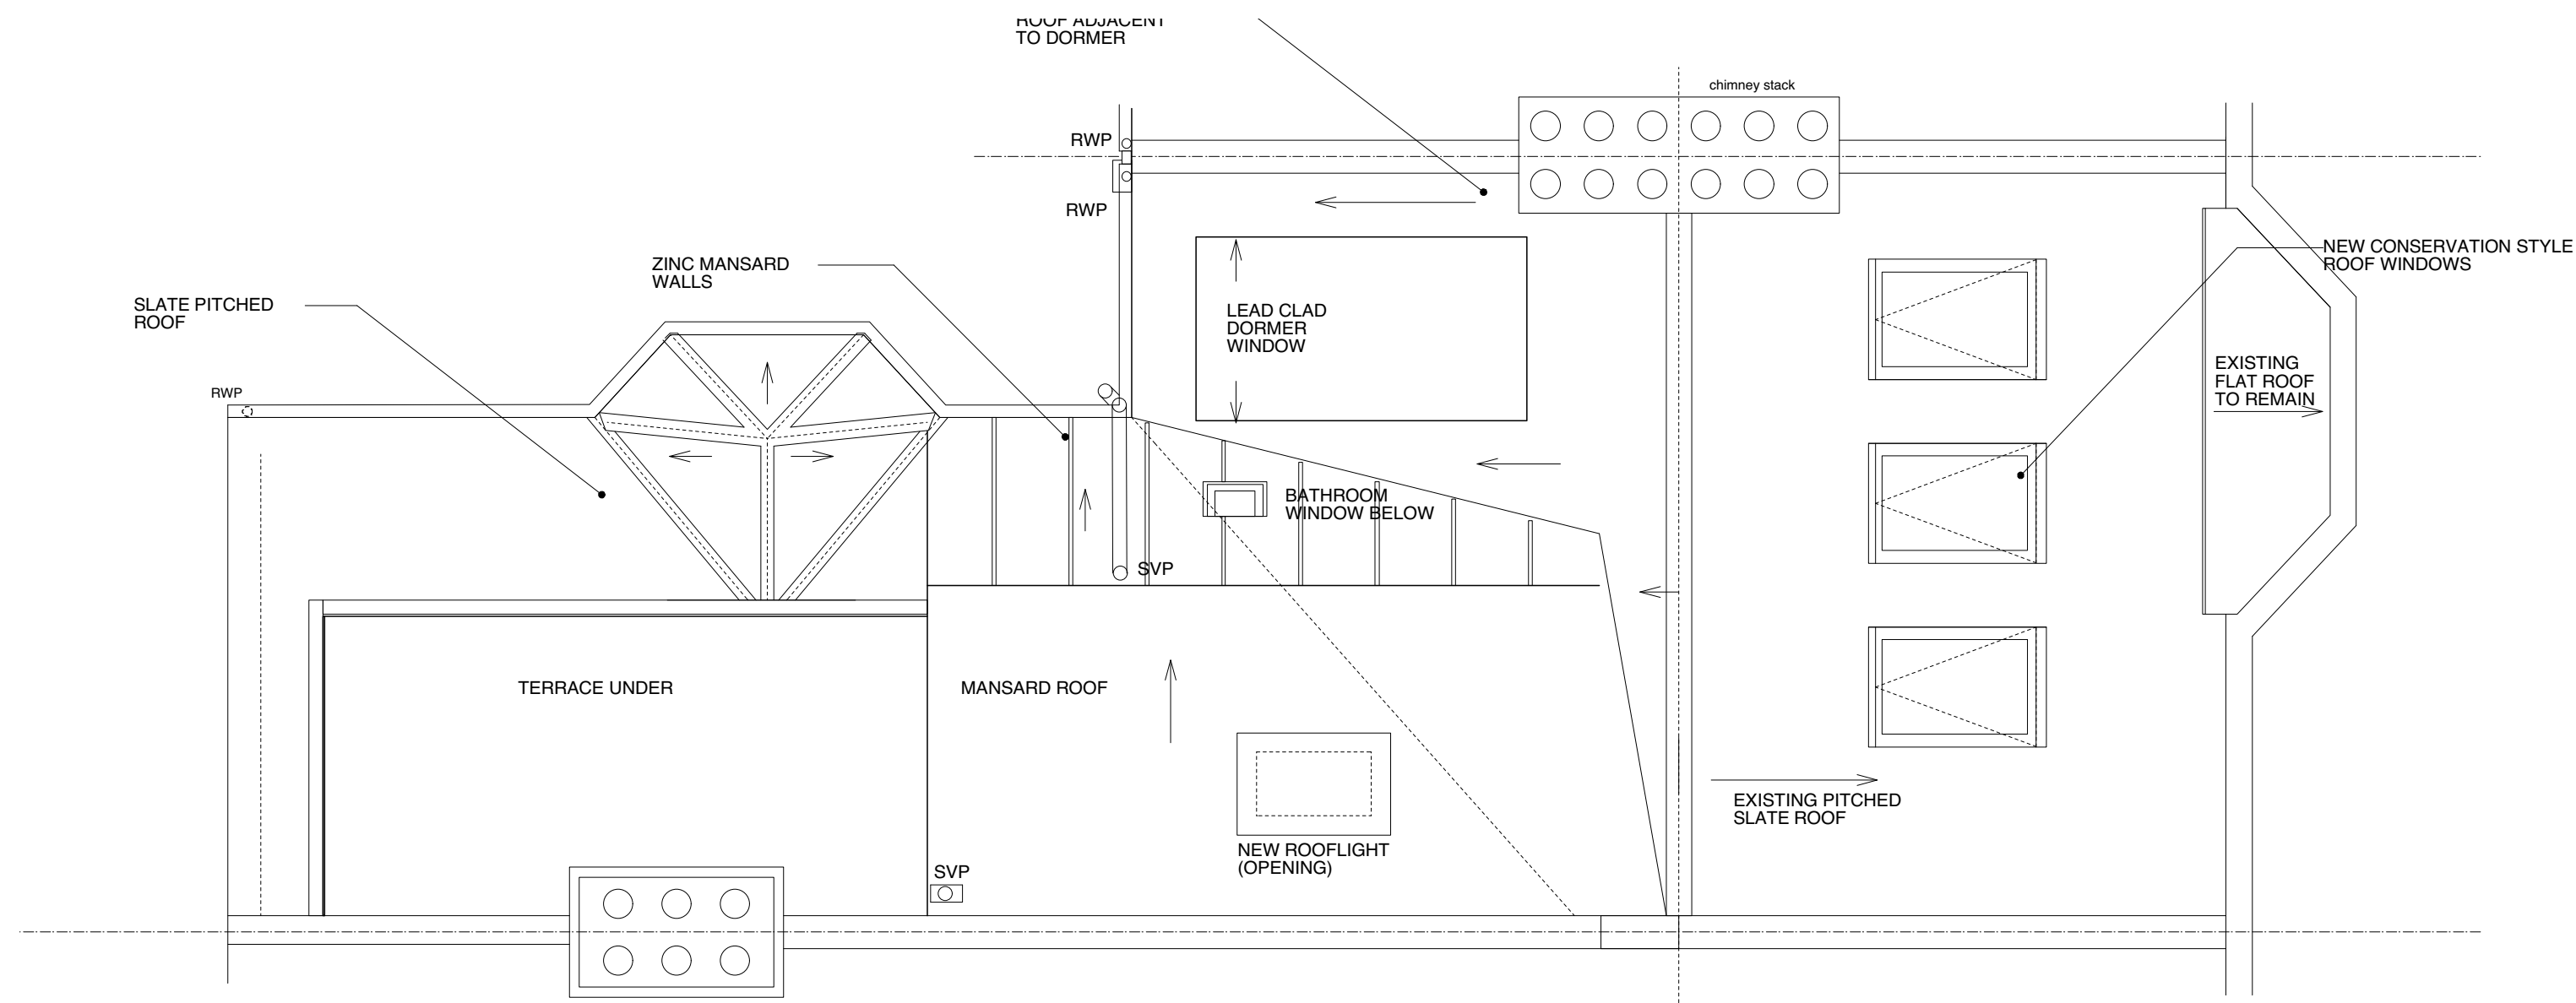 ROOF ADJACENT
TO DORMER
chimney stack
RWP
RWP
NEW CONSERVATION STYLE
ROOF WINDOWS
ZINC MANSARD
WALLS
SLATE PITCHED
ROOF
LEAD CLAD
DORMER
WINDOW
EXISTING
FLAT ROOF
TO REMAIN
RWP
BATHROOM
WINDOW BELOW
SVP
TERRACE UNDER
MANSARD ROOF
EXISTING PITCHED
SLATE ROOF
NEW ROOFLIGHT
(OPENING)
SVP